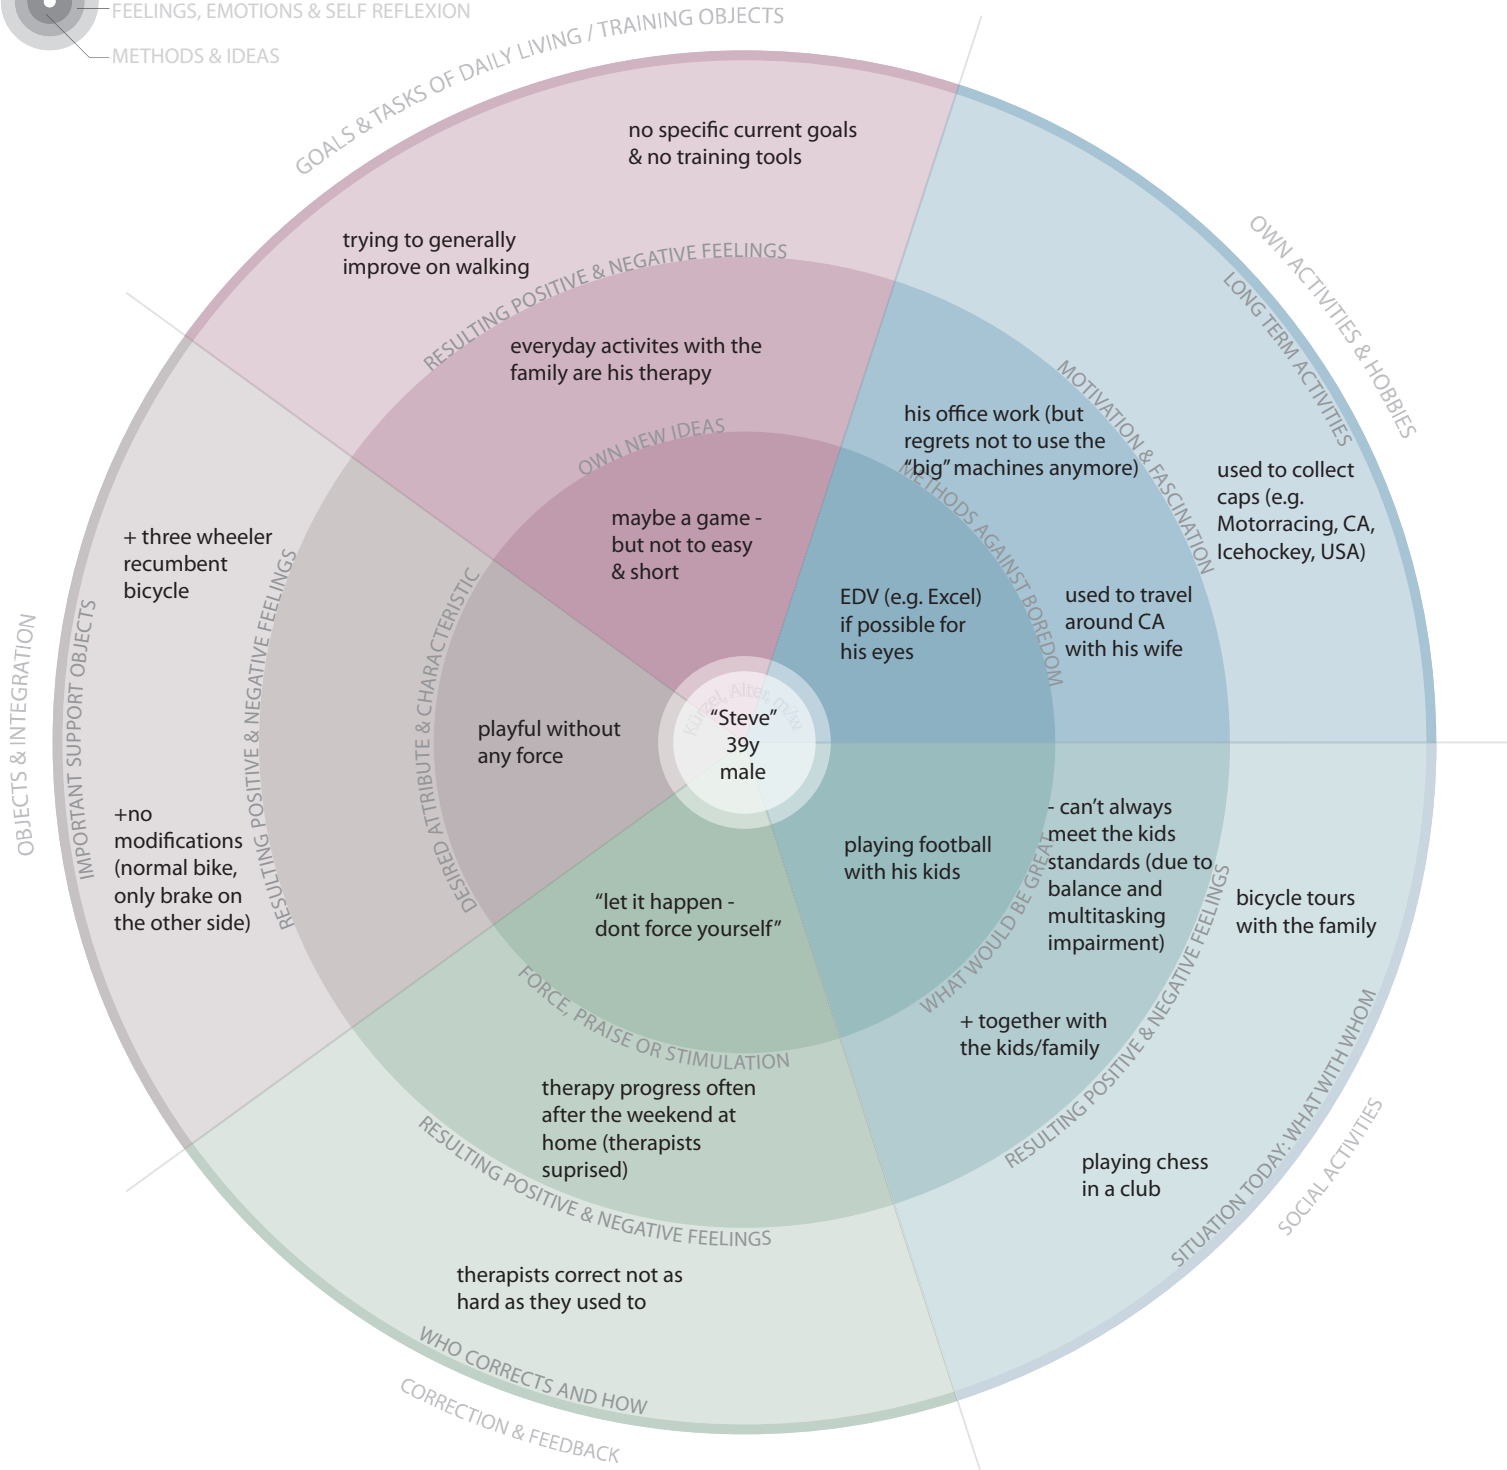 FEELINGS, EMOTIONS & SELF REFLEXION
METHODS & IDEAS
GOALS & TASKS OF DAILY LIVING / TRAINING OBJECTS
no specific current goals
& no training tools
trying to generally
improve on walking
RESULTING POSITIVE & NEGATIVE FEELINGS
everyday activites with the
family are his therapy
OWN NEW IDEAS
maybe a game -
but not to easy
& short
OWN ACTIVITIES & HOBBIES
LONG TERM ACTIVITIES
used to collect
caps (e.g.
Motorracing, CA,
Icehockey, USA)
MOTIVATION & FASCINATION
his office work (but
regrets not to use the
“big” machines anymore)
used to travel
around CA
with his wife
METHODS AGAINST BOREDOM
EDV (e.g. Excel)
if possible for
his eyes
OBJECTS & INTEGRATION
IMPORTANT SUPPORT OBJECTS
+ three wheeler
recumbent
bicycle
+no
modifications
(normal bike,
only brake on
the other side)
RESULTING POSITIVE & NEGATIVE FEELINGS
DESIRED ATTRIBUTE & CHARACTERISTIC
playful without
any force
Kürzel, Alter, m/w
“Steve”
39y
male
playing football
with his kids
WHAT WOULD BE GREAT
- can’t always
meet the kids
standards (due to
balance and
multitasking
impairment)
+ together with
the kids/family
RESULTING POSITIVE & NEGATIVE FEELINGS
bicycle tours
with the family
playing chess
in a club
SITUATION TODAY: WHAT WITH WHOM
SOCIAL ACTIVITIES
“let it happen -
dont force yourself”
FORCE, PRAISE OR STIMULATION
therapy progress often
after the weekend at
home (therapists
suprised)
RESULTING POSITIVE & NEGATIVE FEELINGS
therapists correct not as
hard as they used to
WHO CORRECTS AND HOW
CORRECTION & FEEDBACK